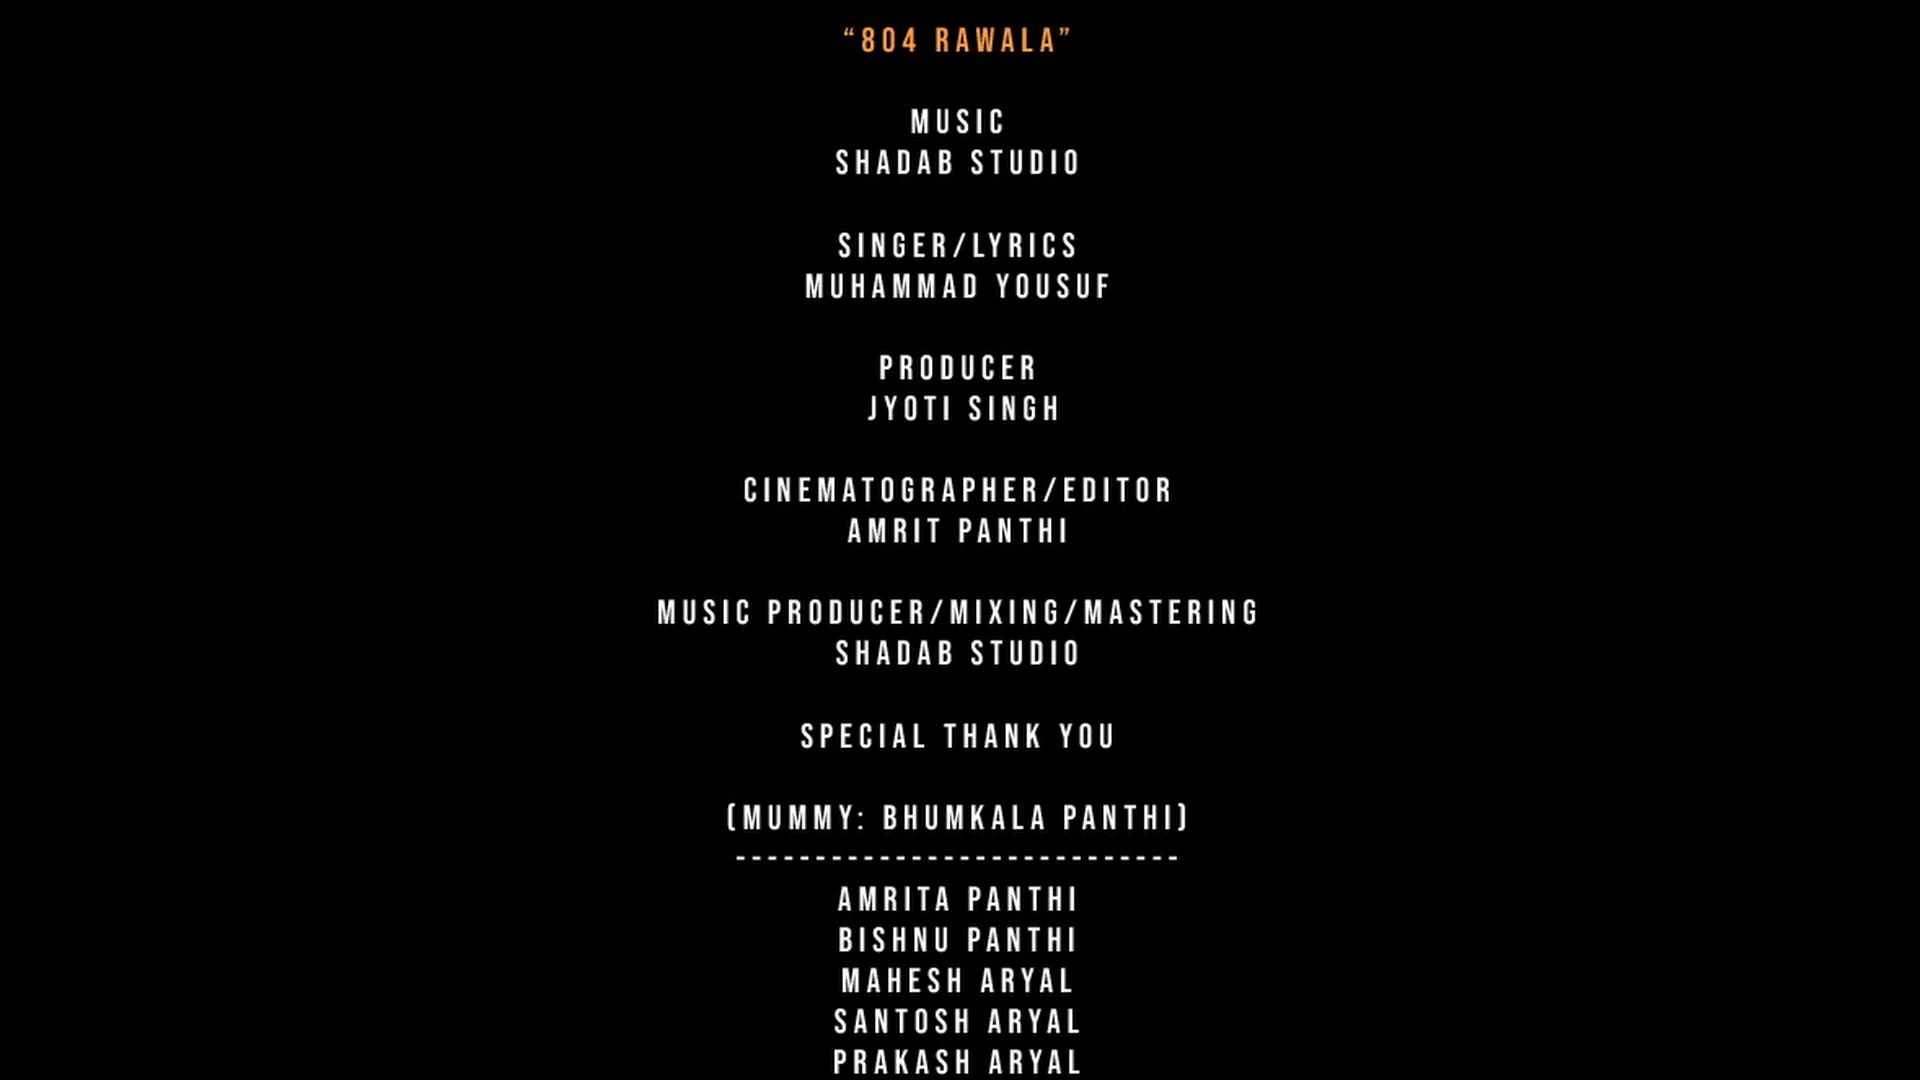 “804 RAWALA”
MUSIC
SHADAB STUDIO
SINGER/LYRICS
MUHAMMAD YOUSUF
PRODUCER
JYOTI SINGH
CINEMATOGRAPHER/EDITOR
AMRIT PANTHI
MUSIC PRODUCER/MIXING/MASTERING
SHADAB STUDIO
SPECIAL THANK YOU
(MUMMY: BHUMKALA PANTHI)
----------------------------
AMRITA PANTHI
BISHNU PANTHI
MAHESH ARYAL
SANTOSH ARYAL
PRAKASH ARYAL